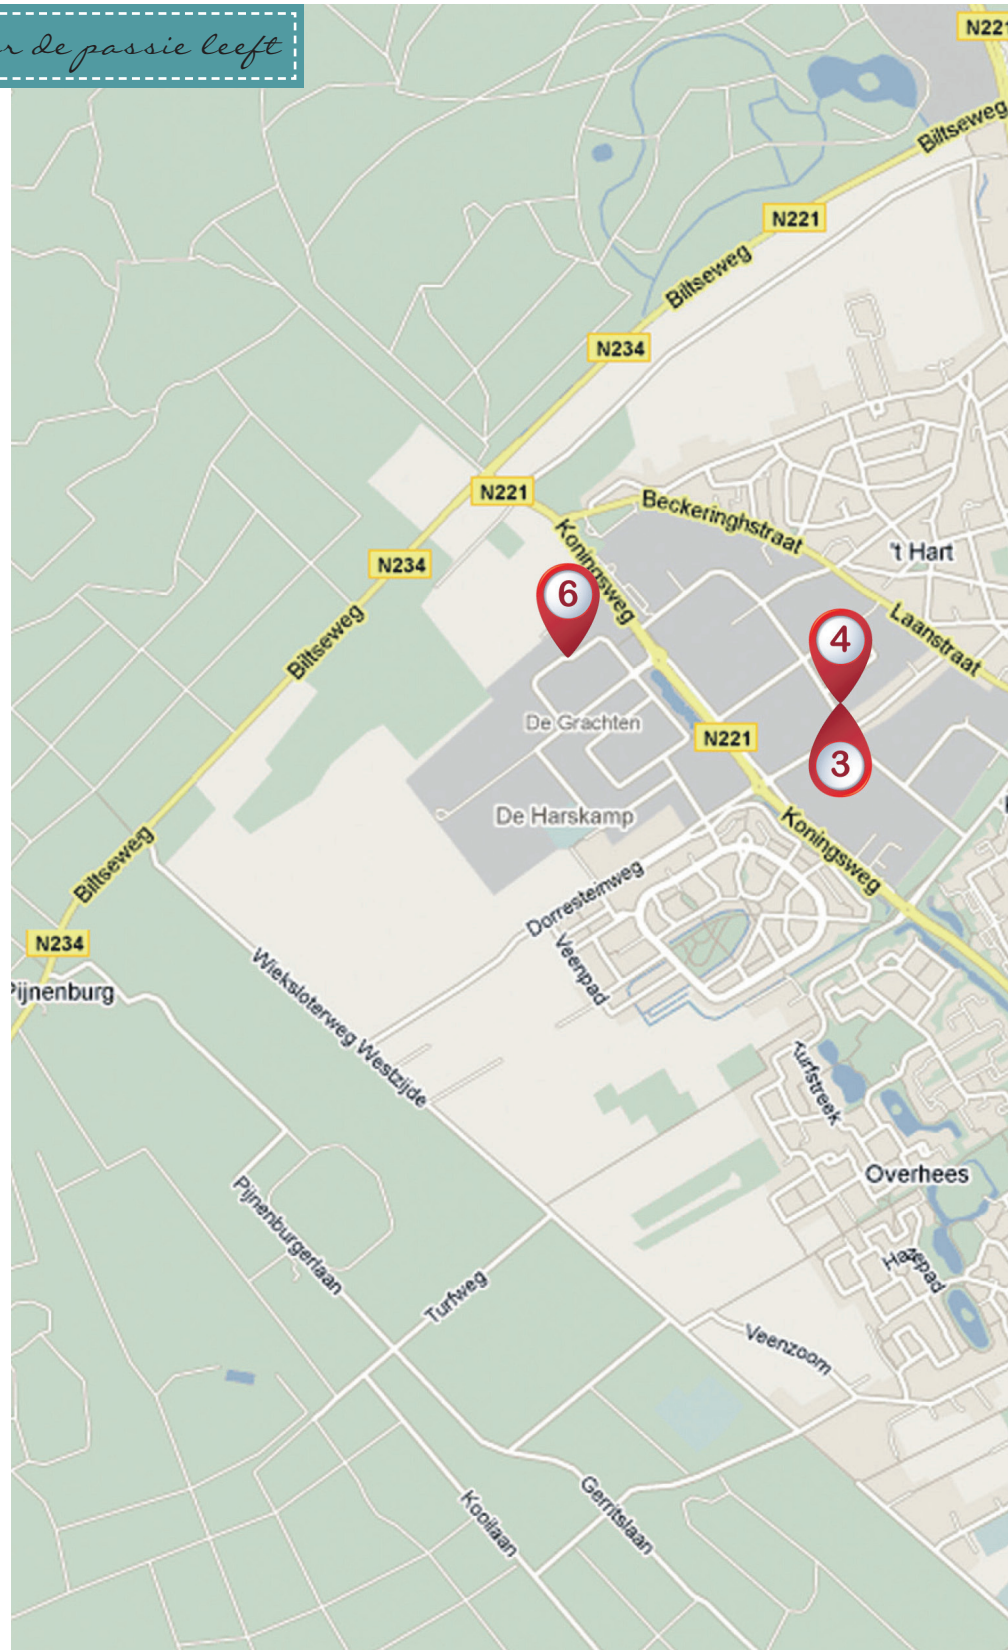 r de passie leeft
N221
Biltseweg
N221
Biltseweg
N234
N221
Beckeringhstraat
Koningsweg
't Hart
N234
6
4
Laanstraat
Biltseweg
De Grachten
N221
3
De Harskamp
Koningsweg
Biltseweg
Dorresteinweg
N234
Veenpad
Pijnenburg
Wieksloterweg Westzijde
Turfstreek
Overhees
Pijnenburgerlaan
Hazepad
Turfweg
Veenzoom
Kooilaan
Gerritslaan